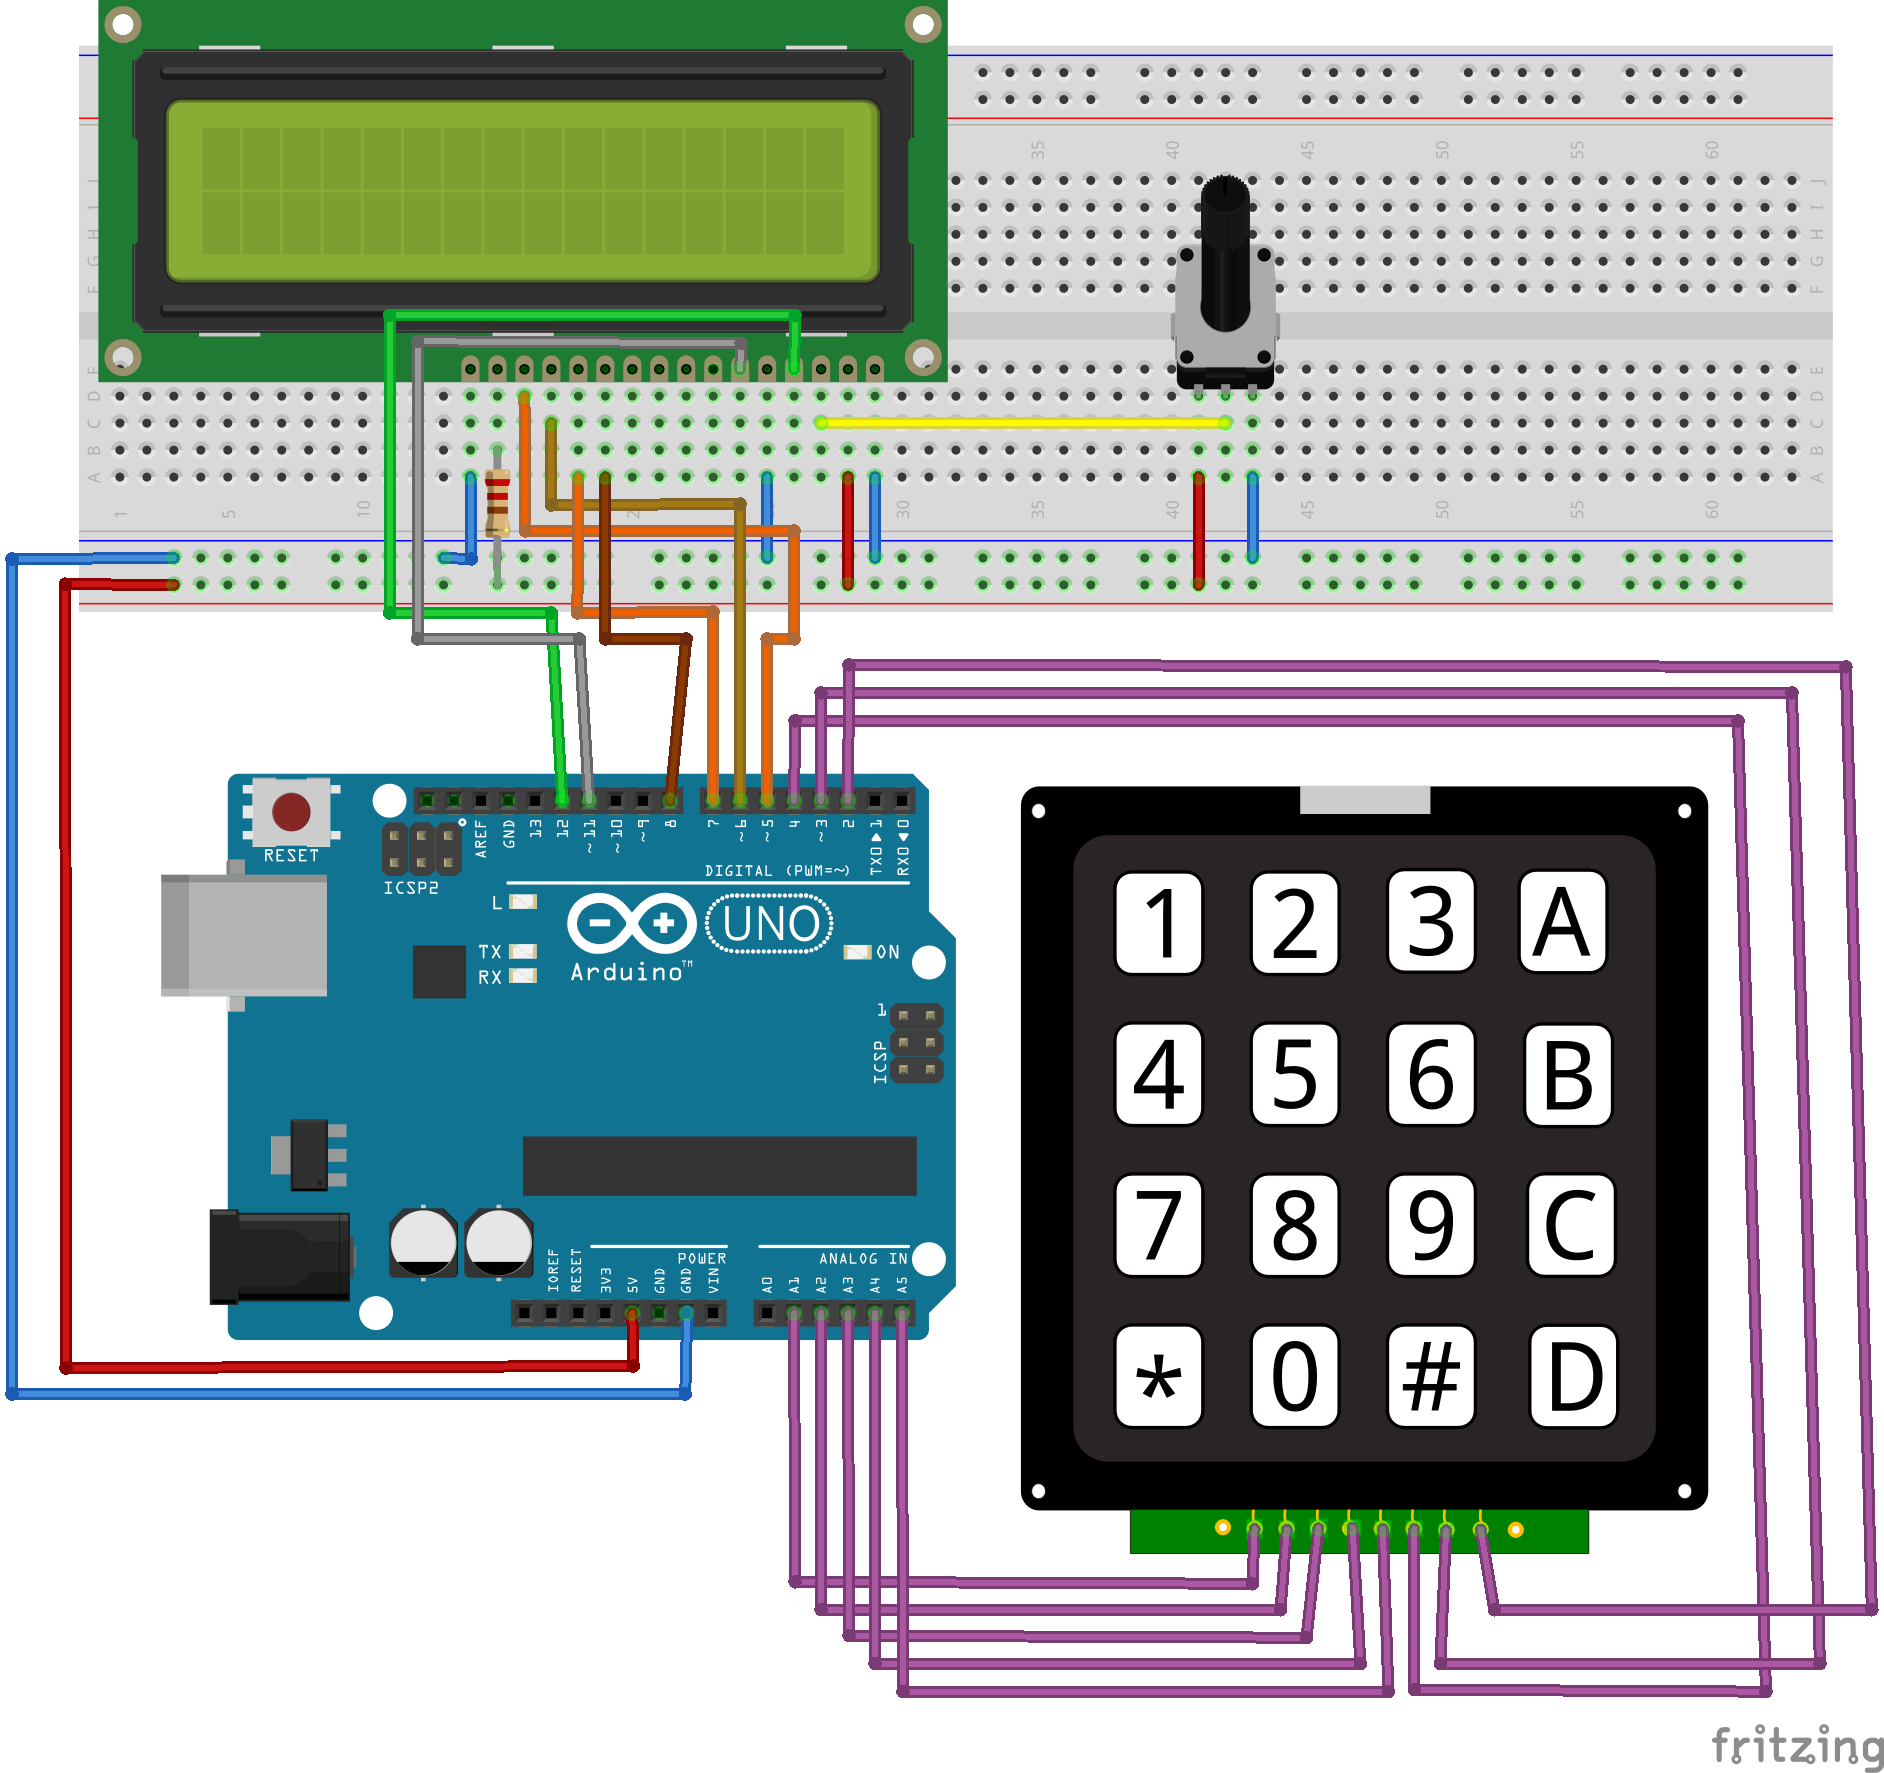 35 40 45 50 55 60
J J
I I
H H
G G
F F
E
D D
C C
B B
A A
1 5 10 30 35 40 45 50 55 60
RESET
ICSP2
AREF
GND
13
12
~11
~10
~9
8
7
~6
~5
4
~3
2
TX0▶1
RX0◀0
DIGITAL (PWM=~)
L
TX
RX
UNO
Arduino™
ON
1
ICSP
IOREF
RESET
3V3
5V
GND
GND
VIN
POWER
A0
A1
A2
A3
A4
A5
ANALOG IN
1 2 3 A
4 5 6 B
7 8 9 C
* 0 # D
fritzing